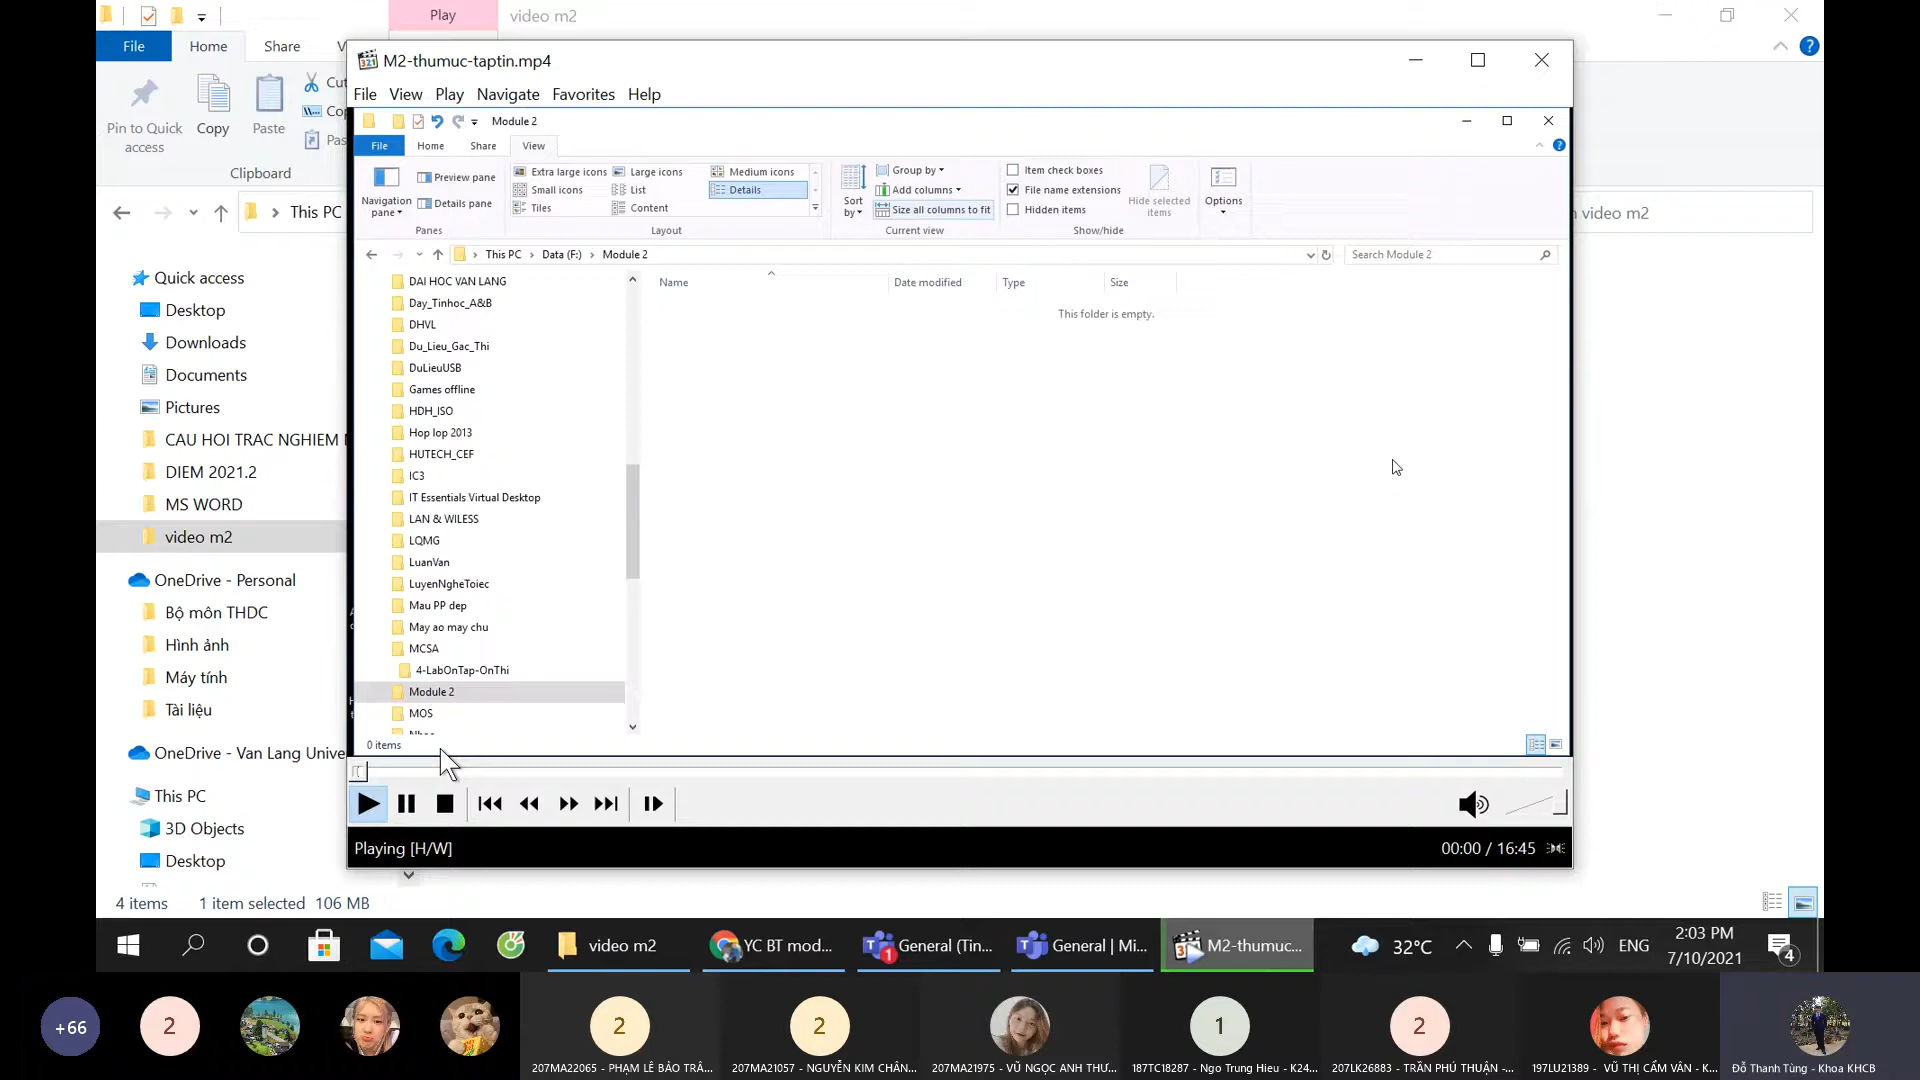 Play
video m2
File
Home
Share
V
Pin to Quick
access
Copy
Paste
Cut
Cop
Pas
Clipboard
This PC
video m2
Quick access
Desktop
Downloads
Documents
Pictures
CAU HOI TRAC NGHIEM
DIEM 2021.2
MS WORD
video m2
OneDrive - Personal
Bộ môn THDC
Hình ảnh
Máy tính
Tài liệu
OneDrive - Van Lang Unive
This PC
3D Objects
Desktop
4 items
1 item selected 106 MB
M2-thumuc-taptin.mp4
File View Play Navigate Favorites Help
Module 2
File Home Share View
Navigation
pane
Preview pane
Details pane
Panes
Extra large icons
Large icons
Medium icons
Small icons
List
Details
Tiles
Content
Layout
Sort
by
Group by
Add columns
Size all columns to fit
Current view
Item check boxes
File name extensions
Hidden items
Hide selected
items
Show/hide
Options
This PC > Data (F:) > Module 2
Search Module 2
DAI HOC VAN LANG
Day_Tinhoc_A&B
DHVL
Du_Lieu_Gac_Thi
DuLieuUSB
Games offline
HDH_ISO
Hop lop 2013
HUTECH_CEF
IC3
IT Essentials Virtual Desktop
LAN & WILESS
LQMG
LuanVan
LuyenNgheToiec
Mau PP dep
May ao may chu
MCSA
4-LabOnTap-OnThi
Module 2
MOS
Name
Date modified
Type
Size
This folder is empty.
0 items
Playing [H/W]
00:00 / 16:45
video m2
YC BT mod...
1
General (Tin...
General | Mi...
M2-thumuc...
32°C
ENG
2:03 PM
7/10/2021
4
+66
2
2
2
1
2
207MA22065 - PHẠM LÊ BẢO TRÂ...
207MA21057 - NGUYỄN KIM CHÂN...
207MA21975 - VŨ NGỌC ANH THƯ...
187TC18287 - Ngo Trung Hieu - K24...
207LK26883 - TRẦN PHÚ THUẬN -...
197LU21389 - VŨ THỊ CẨM VÂN - K...
Đỗ Thanh Tùng - Khoa KHCB